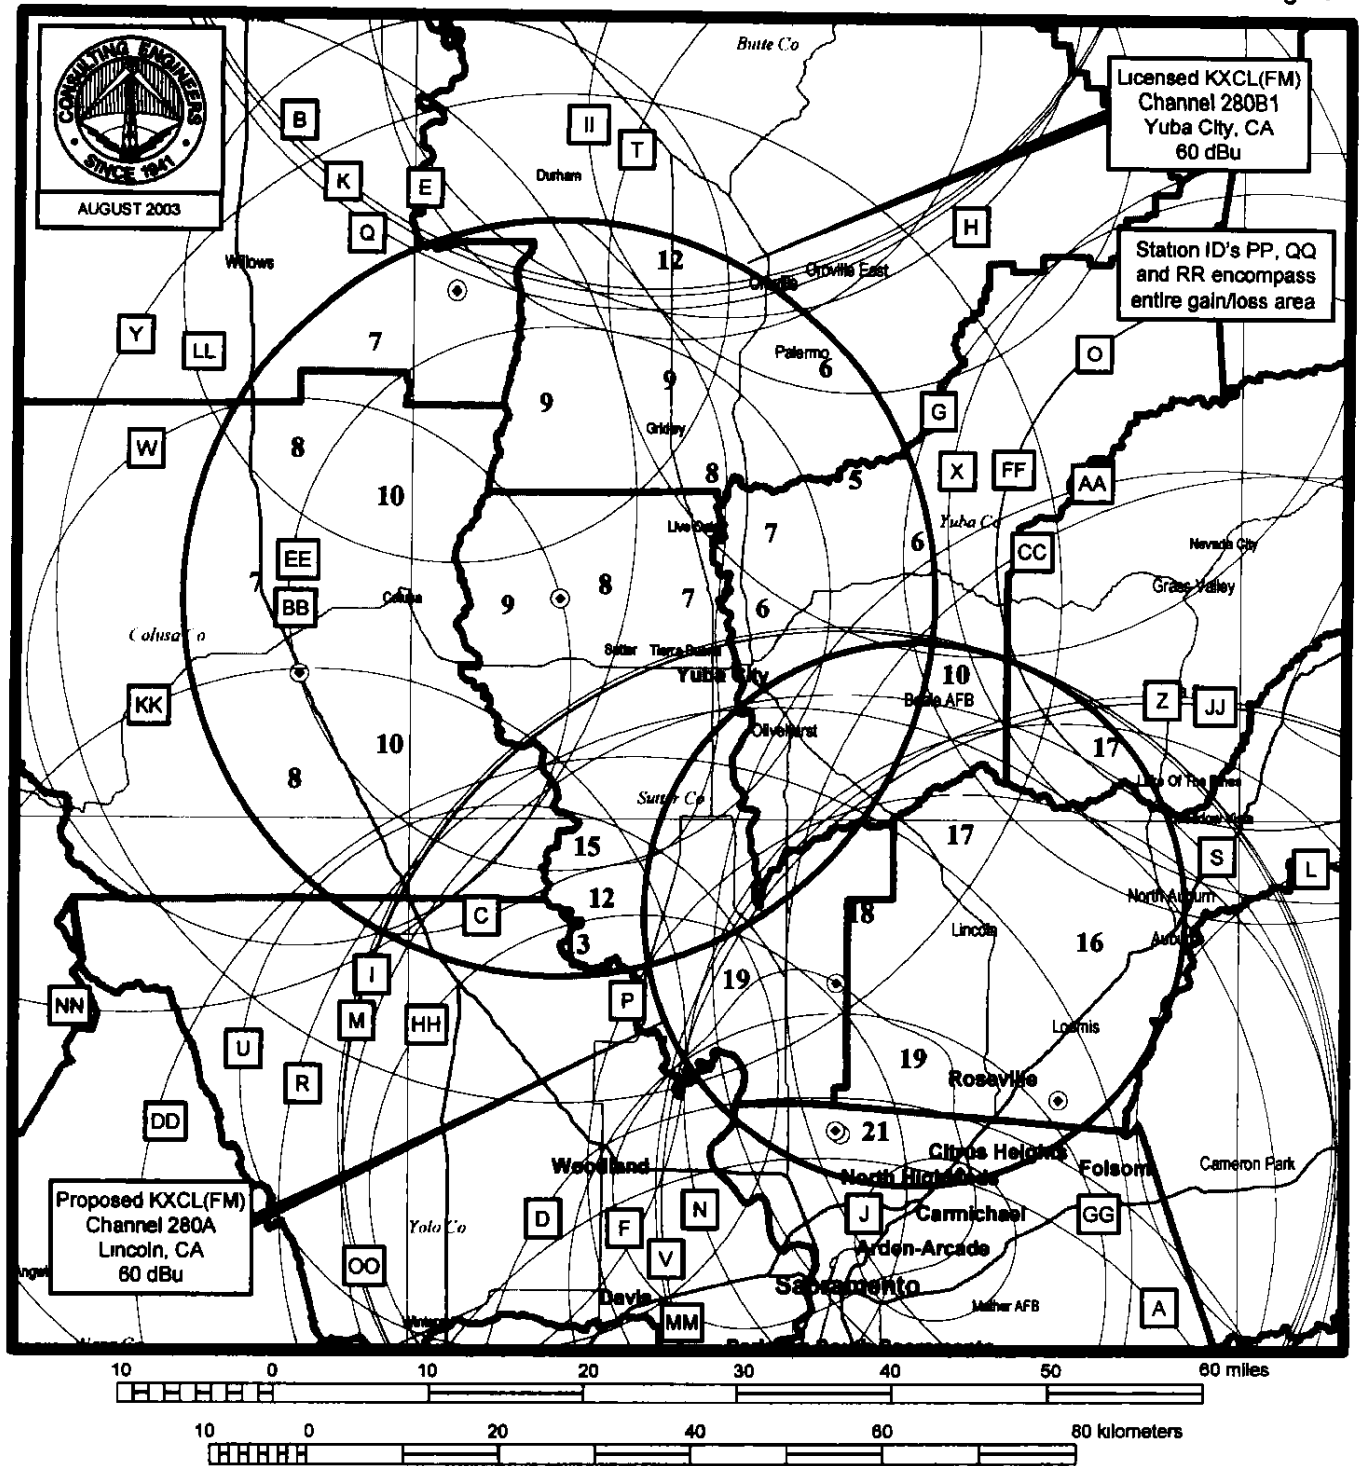 CONSULTING ENGINEERS
• SINCE 1941 •
AUGUST 2003
Butte Co
Licensed KXCL(FM)
Channel 280B1
Yuba City, CA
60 dBu
B
II
T
K
E
Durham
Q
H
Station ID's PP, QQ
and RR encompass
entire gain/loss area
Willows
12
Oroville East
Y
LL
7
Palermo
6
O
9
9
G
W
8
Gridley
8
5
X
FF
AA
10
Yuba Co
Live Oak
7
6
CC
Nevada City
EE
7
8
Grass Valley
BB
Colusa
9
7
6
Colusa Co
Sutter
Yuba City
10
Beale AFB
KK
Z
JJ
Olivehurst
10
17
8
Lake Of The Pines
Sutter Co
15
17
S
L
12
C
18
North Auburn
3
Lincoln
16
Auburn
I
19
NN
P
M
HH
U
Loomis
R
19
Roseville
DD
21
Citrus Heights
Woodland
North Highlands
Folsom
Cameron Park
Proposed KXCL(FM)
Channel 280A
Lincoln, CA
60 dBu
Yolo Co
D
F
N
J
Carmichael
GG
V
Arden-Arcade
OO
Sacramento
Davis
Mather AFB
A
MM
10 0 10 20 30 40 50 60 miles
10 0 20 40 60 80 kilometers